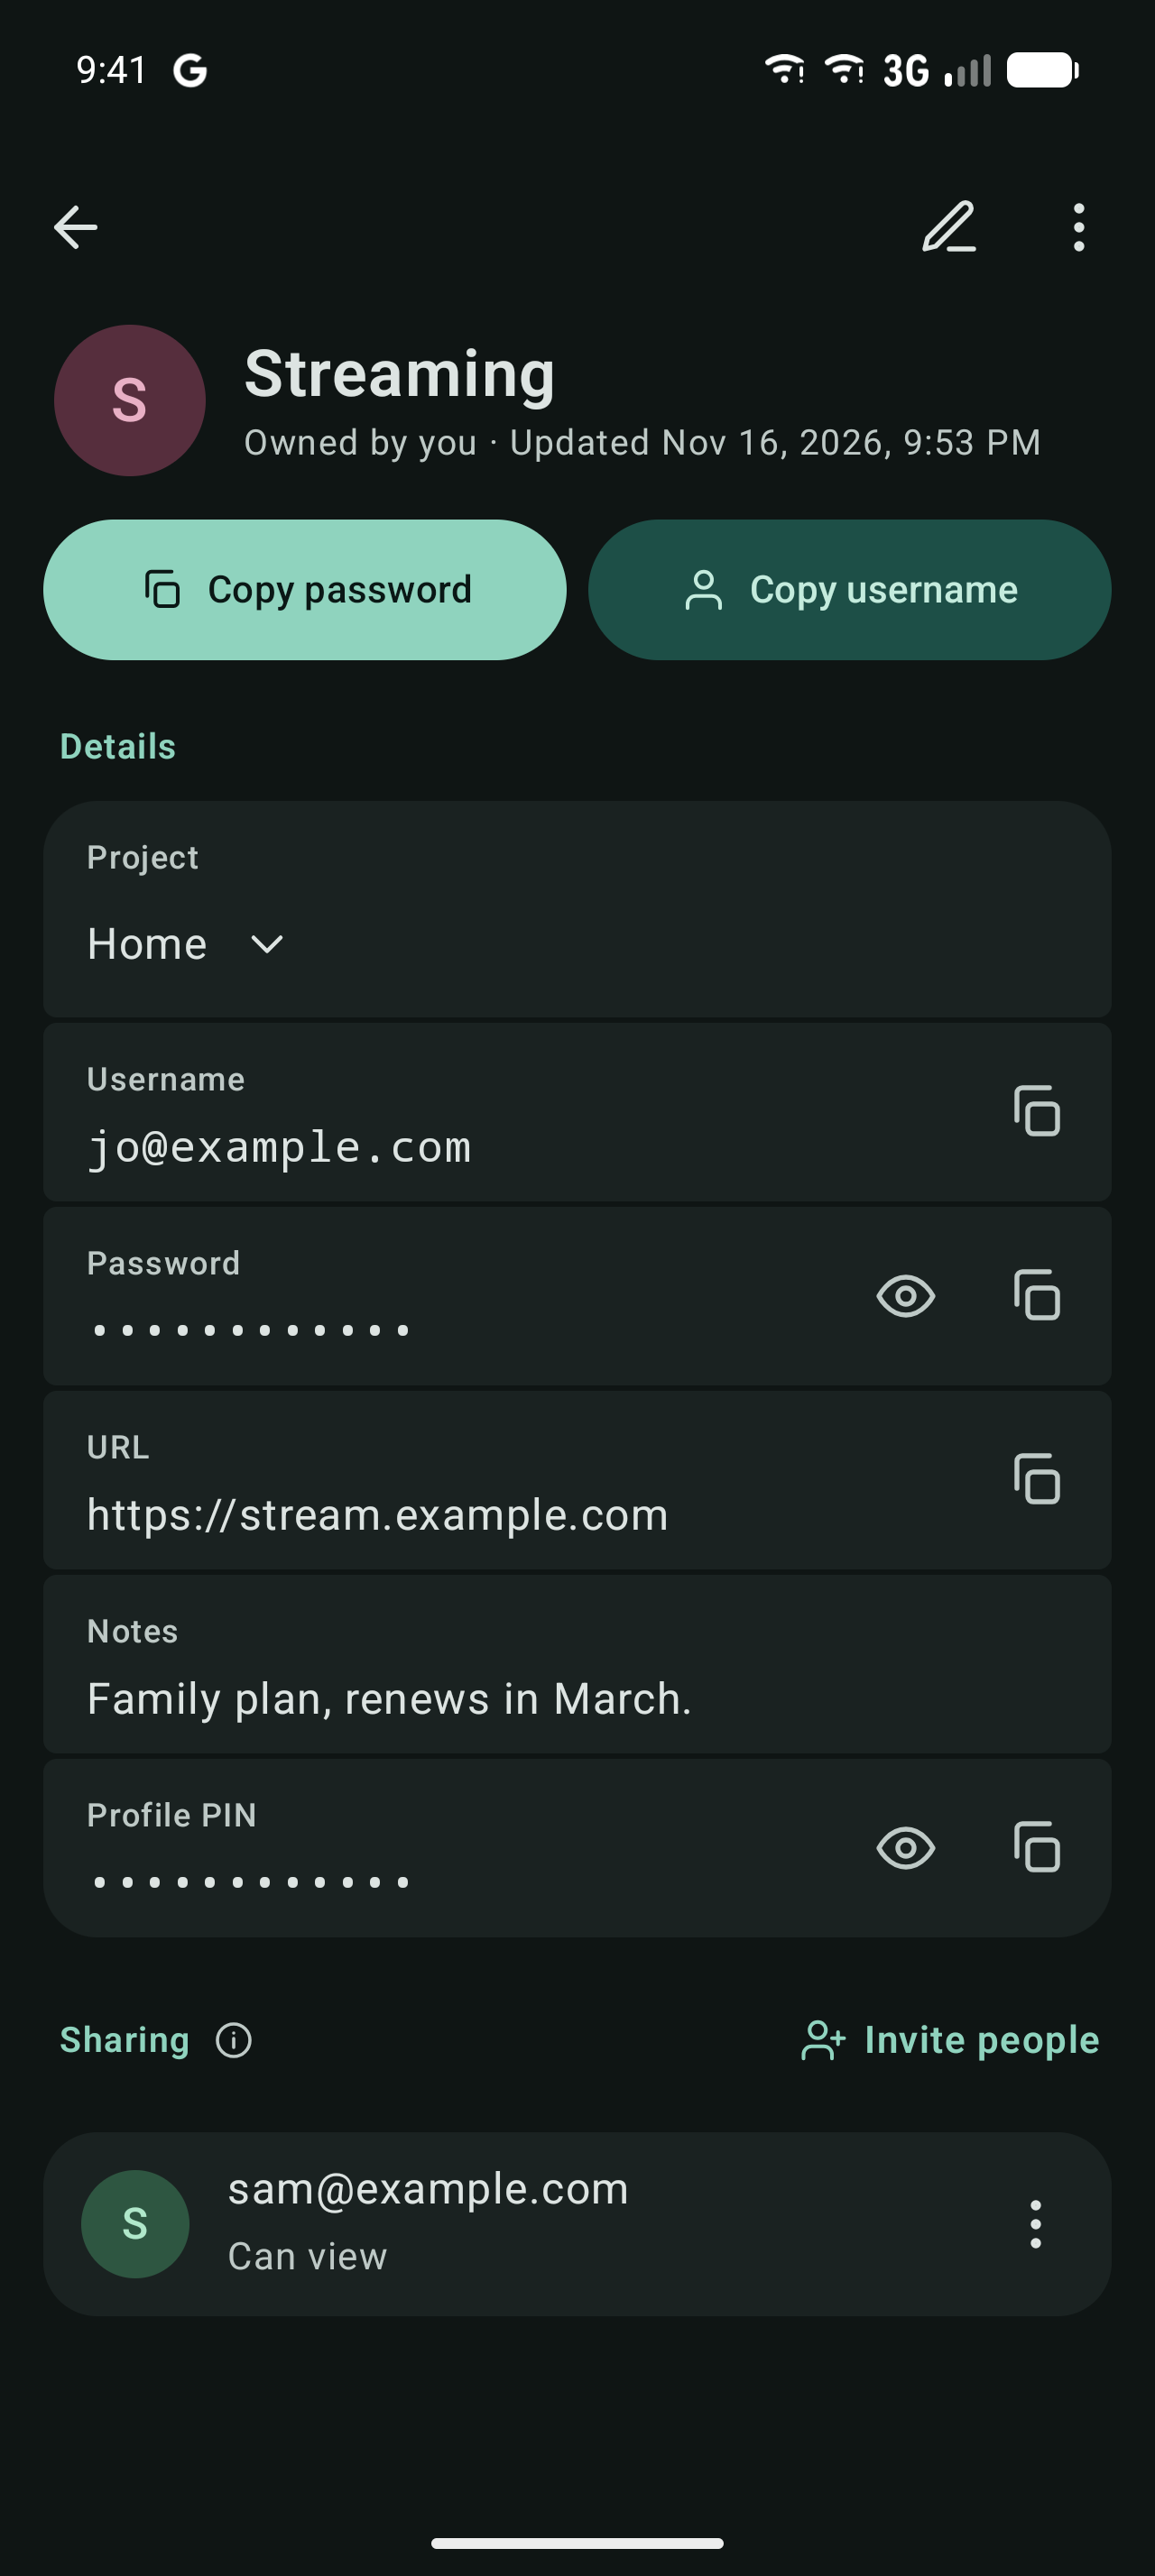 9:41 G 3G
S
Streaming
Owned by you · Updated Nov 16, 2026, 9:53 PM
Copy password
Copy username
Details
Project
Home
Username
jo@example.com
Password
••••••••••••
URL
https://stream.example.com
Notes
Family plan, renews in March.
Profile PIN
••••••••••••
Sharing
Invite people
S
sam@example.com
Can view